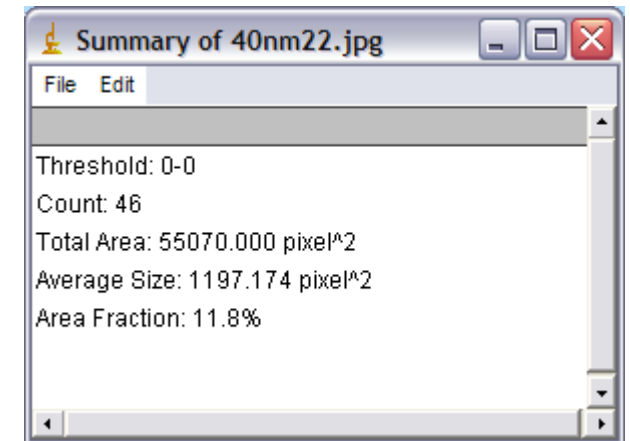 Summary of 40nm22.jpg
File Edit
Threshold: 0-0
Count: 46
Total Area: 55070.000 pixel^2
Average Size: 1197.174 pixel^2
Area Fraction: 11.8%